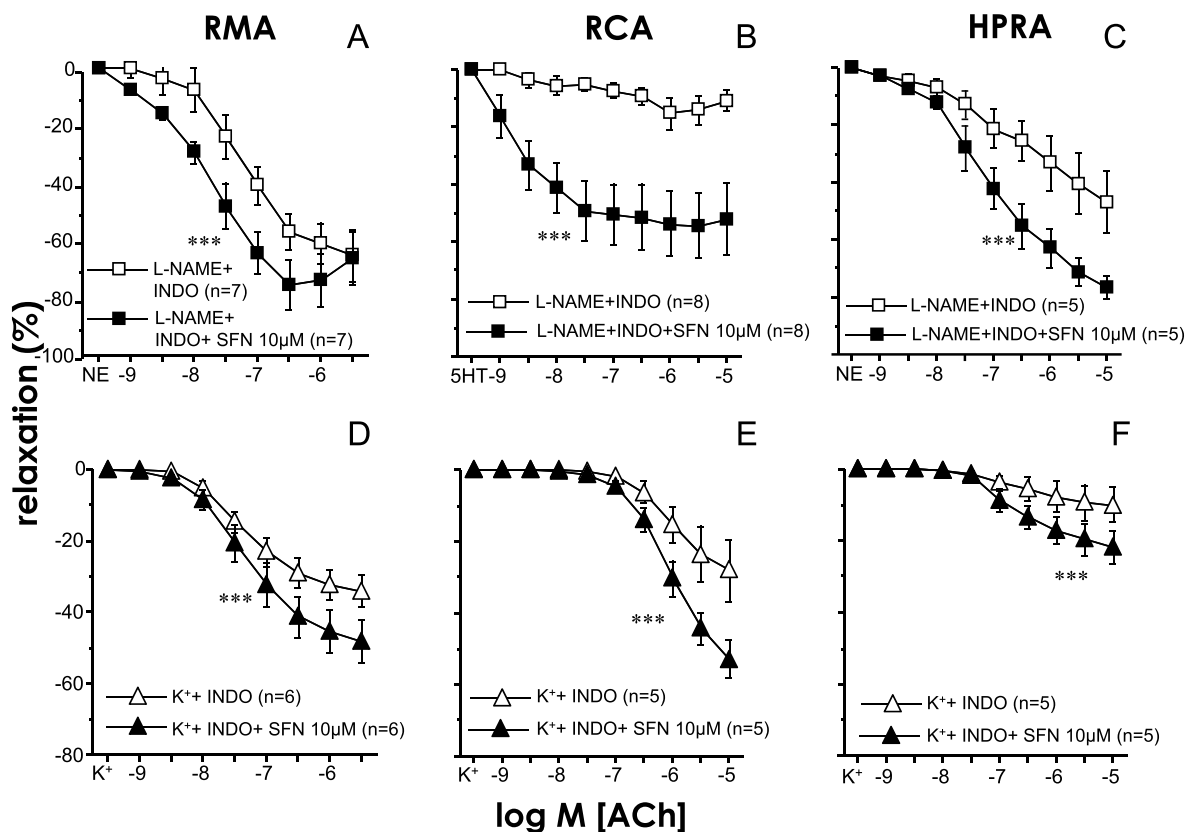 RMA
A
RCA
B
HPRA
C
0
-20
-40
-60
-80
-100
***
L-NAME+
INDO (n=7)
L-NAME+
INDO+ SFN 10µM (n=7)
NE -9 -8 -7 -6
***
L-NAME+INDO (n=8)
L-NAME+INDO+SFN 10µM (n=8)
5HT-9 -8 -7 -6 -5
***
L-NAME+INDO (n=5)
L-NAME+INDO+SFN 10µM (n=5)
NE -9 -8 -7 -6 -5
relaxation (%)
D
E
F
0
-20
-40
-60
-80
***
K⁺+ INDO (n=6)
K⁺+ INDO+ SFN 10µM (n=6)
K⁺ -9 -8 -7 -6
***
K⁺+ INDO (n=5)
K⁺+ INDO+ SFN 10µM (n=5)
K⁺ -9 -8 -7 -6 -5
***
K⁺+ INDO (n=5)
K⁺+ INDO+ SFN 10µM (n=5)
K⁺ -9 -8 -7 -6 -5
log M [ACh]